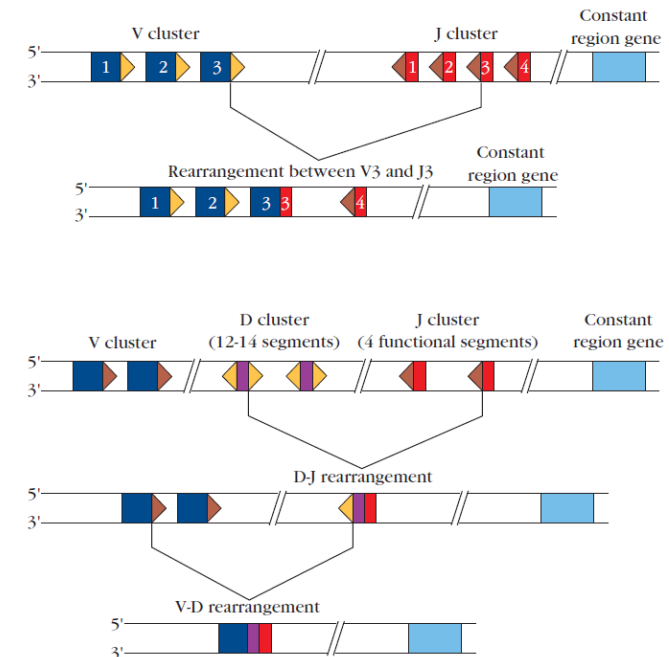 V cluster
J cluster
Constant
region gene
5'
3'
1
2
3
1
2
3
4
Rearrangement between V3 and J3
Constant
region gene
5'
3'
1
2
3
3
4
V cluster
D cluster
(12-14 segments)
J cluster
(4 functional segments)
Constant
region gene
5'
3'
D-J rearrangement
5'
3'
V-D rearrangement
5'
3'